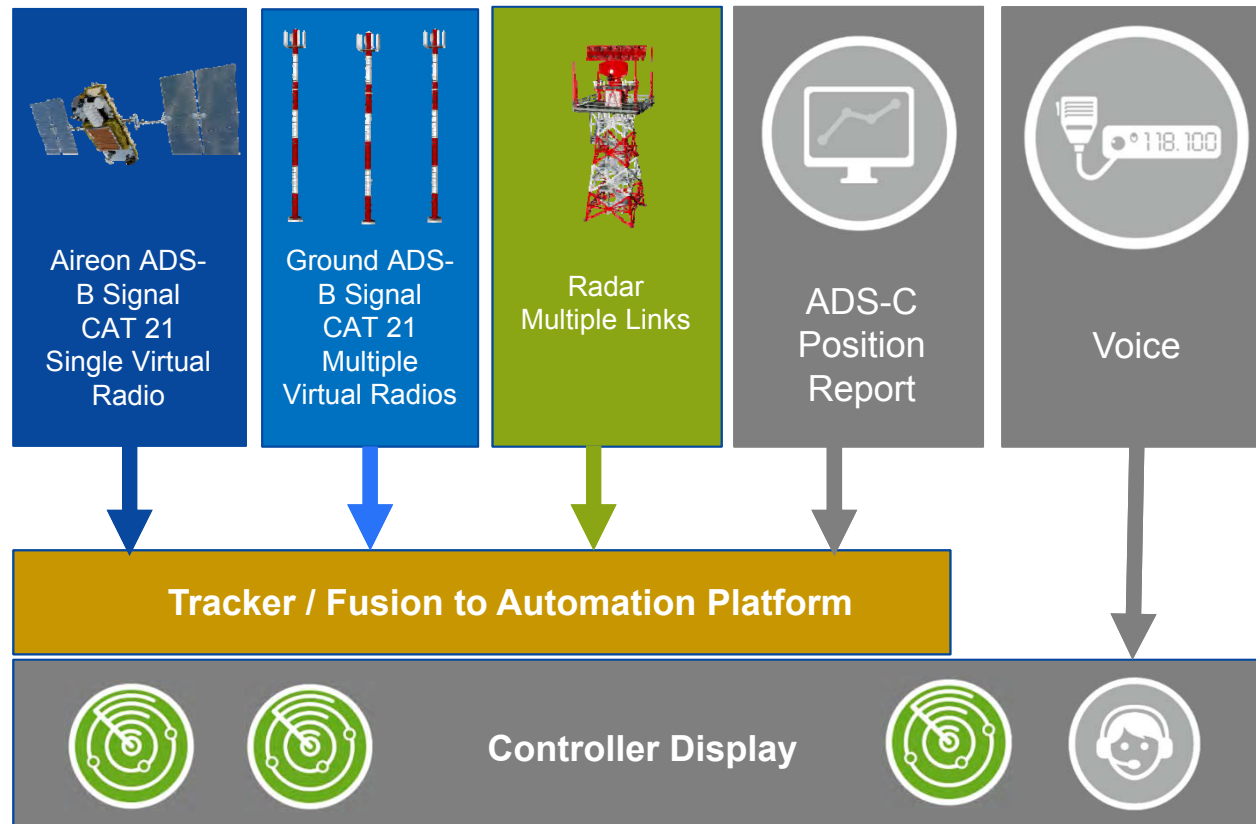 Aireon ADS-
B Signal
CAT 21
Single Virtual
Radio
Ground ADS-
B Signal
CAT 21
Multiple
Virtual Radios
Radar
Multiple Links
ADS-C
Position
Report
118.100
Voice
Tracker / Fusion to Automation Platform
Controller Display